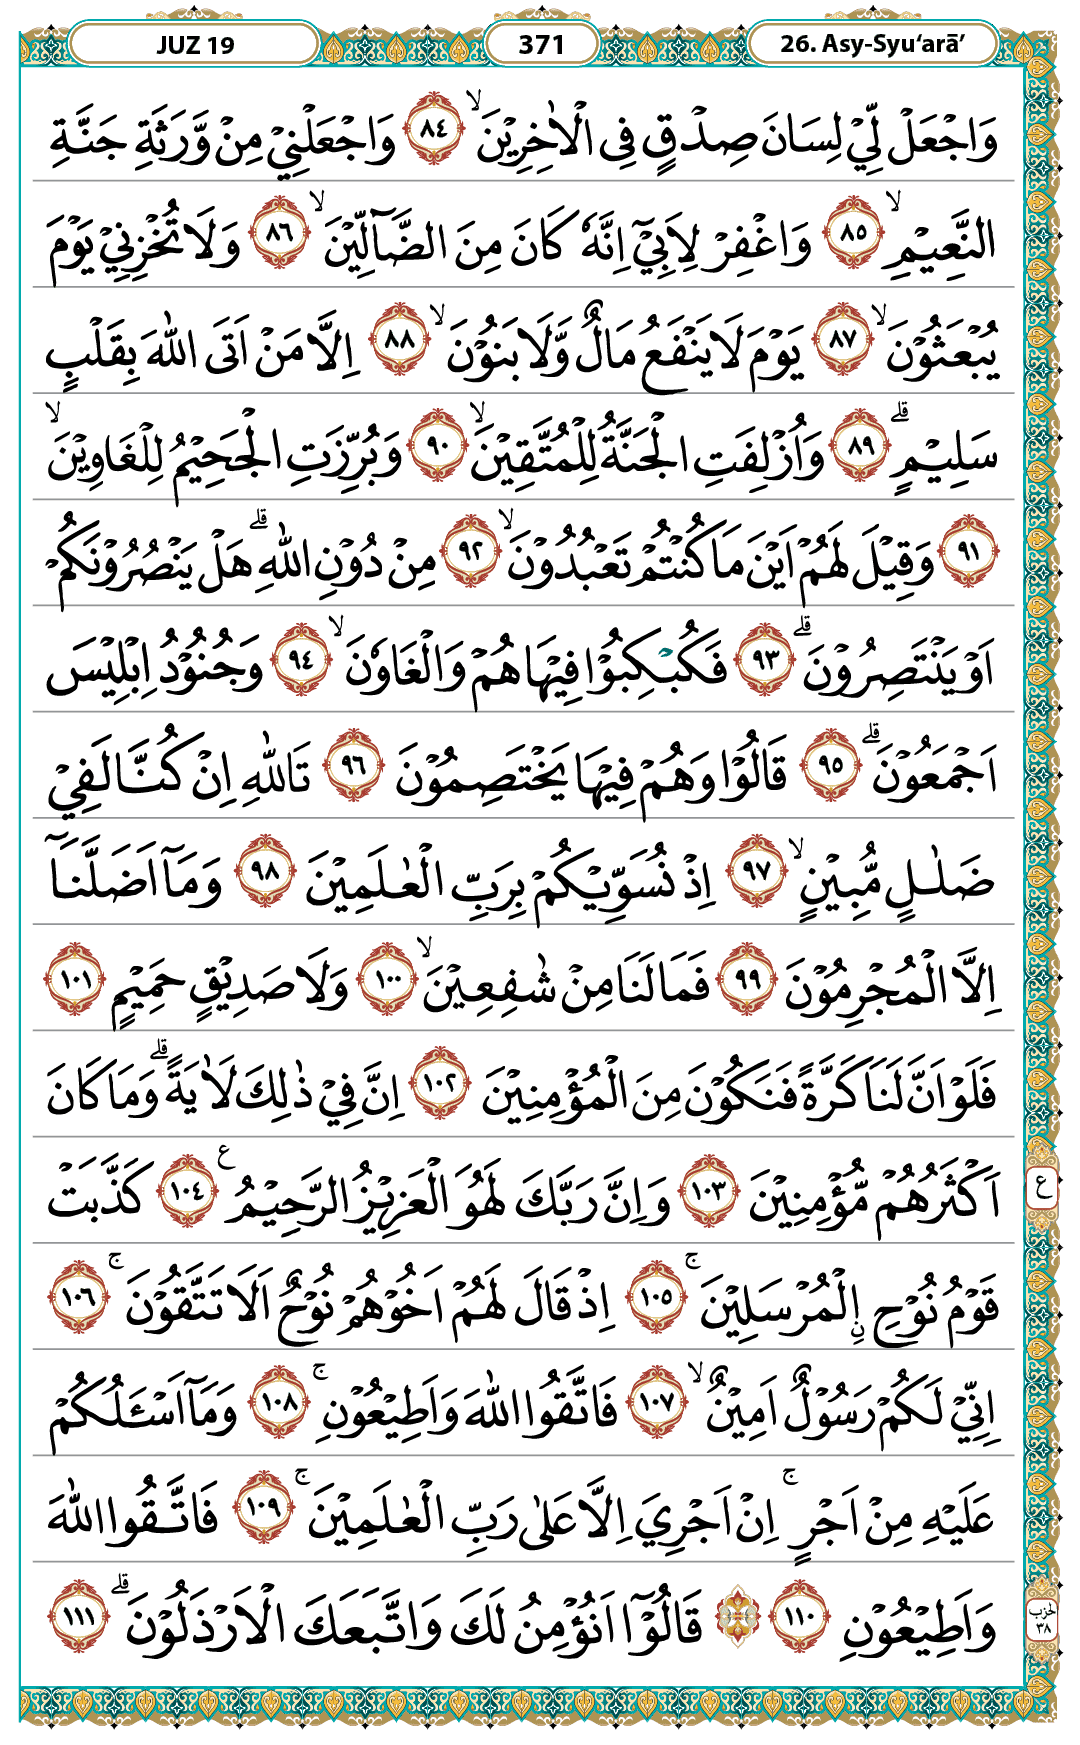 JUZ 19
371
26. Asy-Syu‘arā’
وَاجْعَلْ لِّيْ لِسَانَ صِدْقٍ فِى الْاٰخِرِيْنَ ۙ ٨٤ وَاجْعَلْنِيْ مِنْ وَّرَثَةِ جَنَّةِ
النَّعِيْمِ ۙ ٨٥ وَاغْفِرْ لِاَبِيْٓ اِنَّهٗ كَانَ مِنَ الضَّاۤلِّيْنَ ۙ ٨٦ وَلَا تُخْزِنِيْ يَوْمَ
يُبْعَثُوْنَ ۙ ٨٧ يَوْمَ لَا يَنْفَعُ مَالٌ وَّلَا بَنُوْنَ ۙ ٨٨ اِلَّا مَنْ اَتَى اللّٰهَ بِقَلْبٍ
سَلِيْمٍ ۗ ٨٩ وَاُزْلِفَتِ الْجَنَّةُ لِلْمُتَّقِيْنَ ۙ ٩٠ وَبُرِّزَتِ الْجَحِيْمُ لِلْغَاوِيْنَ ۙ
٩١ وَقِيْلَ لَهُمْ اَيْنَ مَا كُنْتُمْ تَعْبُدُوْنَ ۙ ٩٢ مِنْ دُوْنِ اللّٰهِ ۗ هَلْ يَنْصُرُوْنَكُمْ
اَوْ يَنْتَصِرُوْنَ ۗ ٩٣ فَكُبْكِبُوْا فِيْهَا هُمْ وَالْغَاوٗنَ ۙ ٩٤ وَجُنُوْدُ اِبْلِيْسَ
اَجْمَعُوْنَ ۗ ٩٥ قَالُوْا وَهُمْ فِيْهَا يَخْتَصِمُوْنَ ٩٦ تَاللّٰهِ اِنْ كُنَّا لَفِيْ
ضَلٰلٍ مُّبِيْنٍ ۙ ٩٧ اِذْ نُسَوِّيْكُمْ بِرَبِّ الْعٰلَمِيْنَ ٩٨ وَمَآ اَضَلَّنَآ
اِلَّا الْمُجْرِمُوْنَ ٩٩ فَمَا لَنَا مِنْ شٰفِعِيْنَ ۙ ١٠٠ وَلَا صَدِيْقٍ حَمِيْمٍ ١٠١
فَلَوْ اَنَّ لَنَا كَرَّةً فَنَكُوْنَ مِنَ الْمُؤْمِنِيْنَ ١٠٢ اِنَّ فِيْ ذٰلِكَ لَاٰيَةً ۗ وَمَا كَانَ
اَكْثَرُهُمْ مُّؤْمِنِيْنَ ١٠٣ وَاِنَّ رَبَّكَ لَهُوَ الْعَزِيْزُ الرَّحِيْمُ ع ١٠٤ كَذَّبَتْ
ع
قَوْمُ نُوْحِ ࣙالْمُرْسَلِيْنَ ۚ ١٠٥ اِذْ قَالَ لَهُمْ اَخُوْهُمْ نُوْحٌ اَلَا تَتَّقُوْنَ ۚ ١٠٦
اِنِّيْ لَكُمْ رَسُوْلٌ اَمِيْنٌ ۙ ١٠٧ فَاتَّقُوا اللّٰهَ وَاَطِيْعُوْنِ ۚ ١٠٨ وَمَآ اَسْـَٔلُكُمْ
عَلَيْهِ مِنْ اَجْرٍ ۚ اِنْ اَجْرِيَ اِلَّا عَلٰى رَبِّ الْعٰلَمِيْنَ ۚ ١٠٩ فَاتَّقُوا اللّٰهَ
وَاَطِيْعُوْنِ ١١٠ ۞ قَالُوْٓا اَنُؤْمِنُ لَكَ وَاتَّبَعَكَ الْاَرْذَلُوْنَ ۗ ١١١
الحزب
٣٨